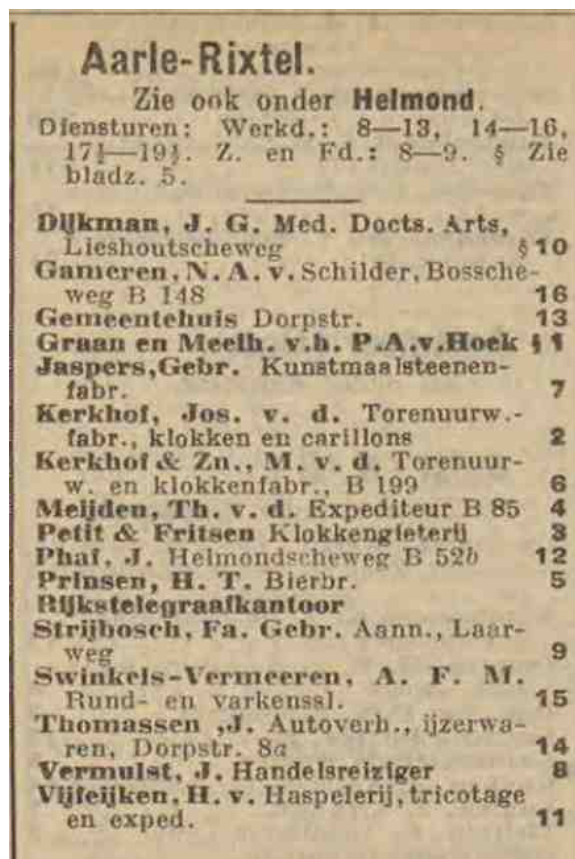 Aarle-Rixtel.
Zie ook onder Helmond.
Diensturen: Werkd.: 8—13, 14—16,
17½—19½. Z. en Fd.: 8—9. § Zie
bladz. 5.
Dijkman, J. G. Med. Docts. Arts,
Lieshoutscheweg § 10
Gameren, N. A. v. Schilder, Bossche-
weg B 148 16
Gemeentehuis Dorpstr. 13
Graan en Meelh. v.h. P.A.v.Hoek § 1
Jaspers, Gebr. Kunstmaalsteenen-
fabr. 7
Kerkhof, Jos. v. d. Torenuurw.-
fabr., klokken en carillons 2
Kerkhof & Zn., M. v. d. Torenuur-
w. en klokkenfabr., B 199 6
Meijden, Th. v. d. Expediteur B 85 4
Petit & Fritsen Klokkengieterij 3
Phaf, J. Helmondscheweg B 52b 12
Prinsen, H. T. Bierbr. 5
Rijkstelegraafkantoor
Strijbosch, Fa. Gebr. Aann., Laar-
weg 9
Swinkels-Vermeeren, A. F. M.
Rund- en varkenssl. 15
Thomassen ,J. Autoverh., ijzerwa-
ren, Dorpstr. 8a 14
Vermulst, J. Handelsreiziger 8
Vijfeijken, H. v. Haspelerij, tricotage
en exped. 11